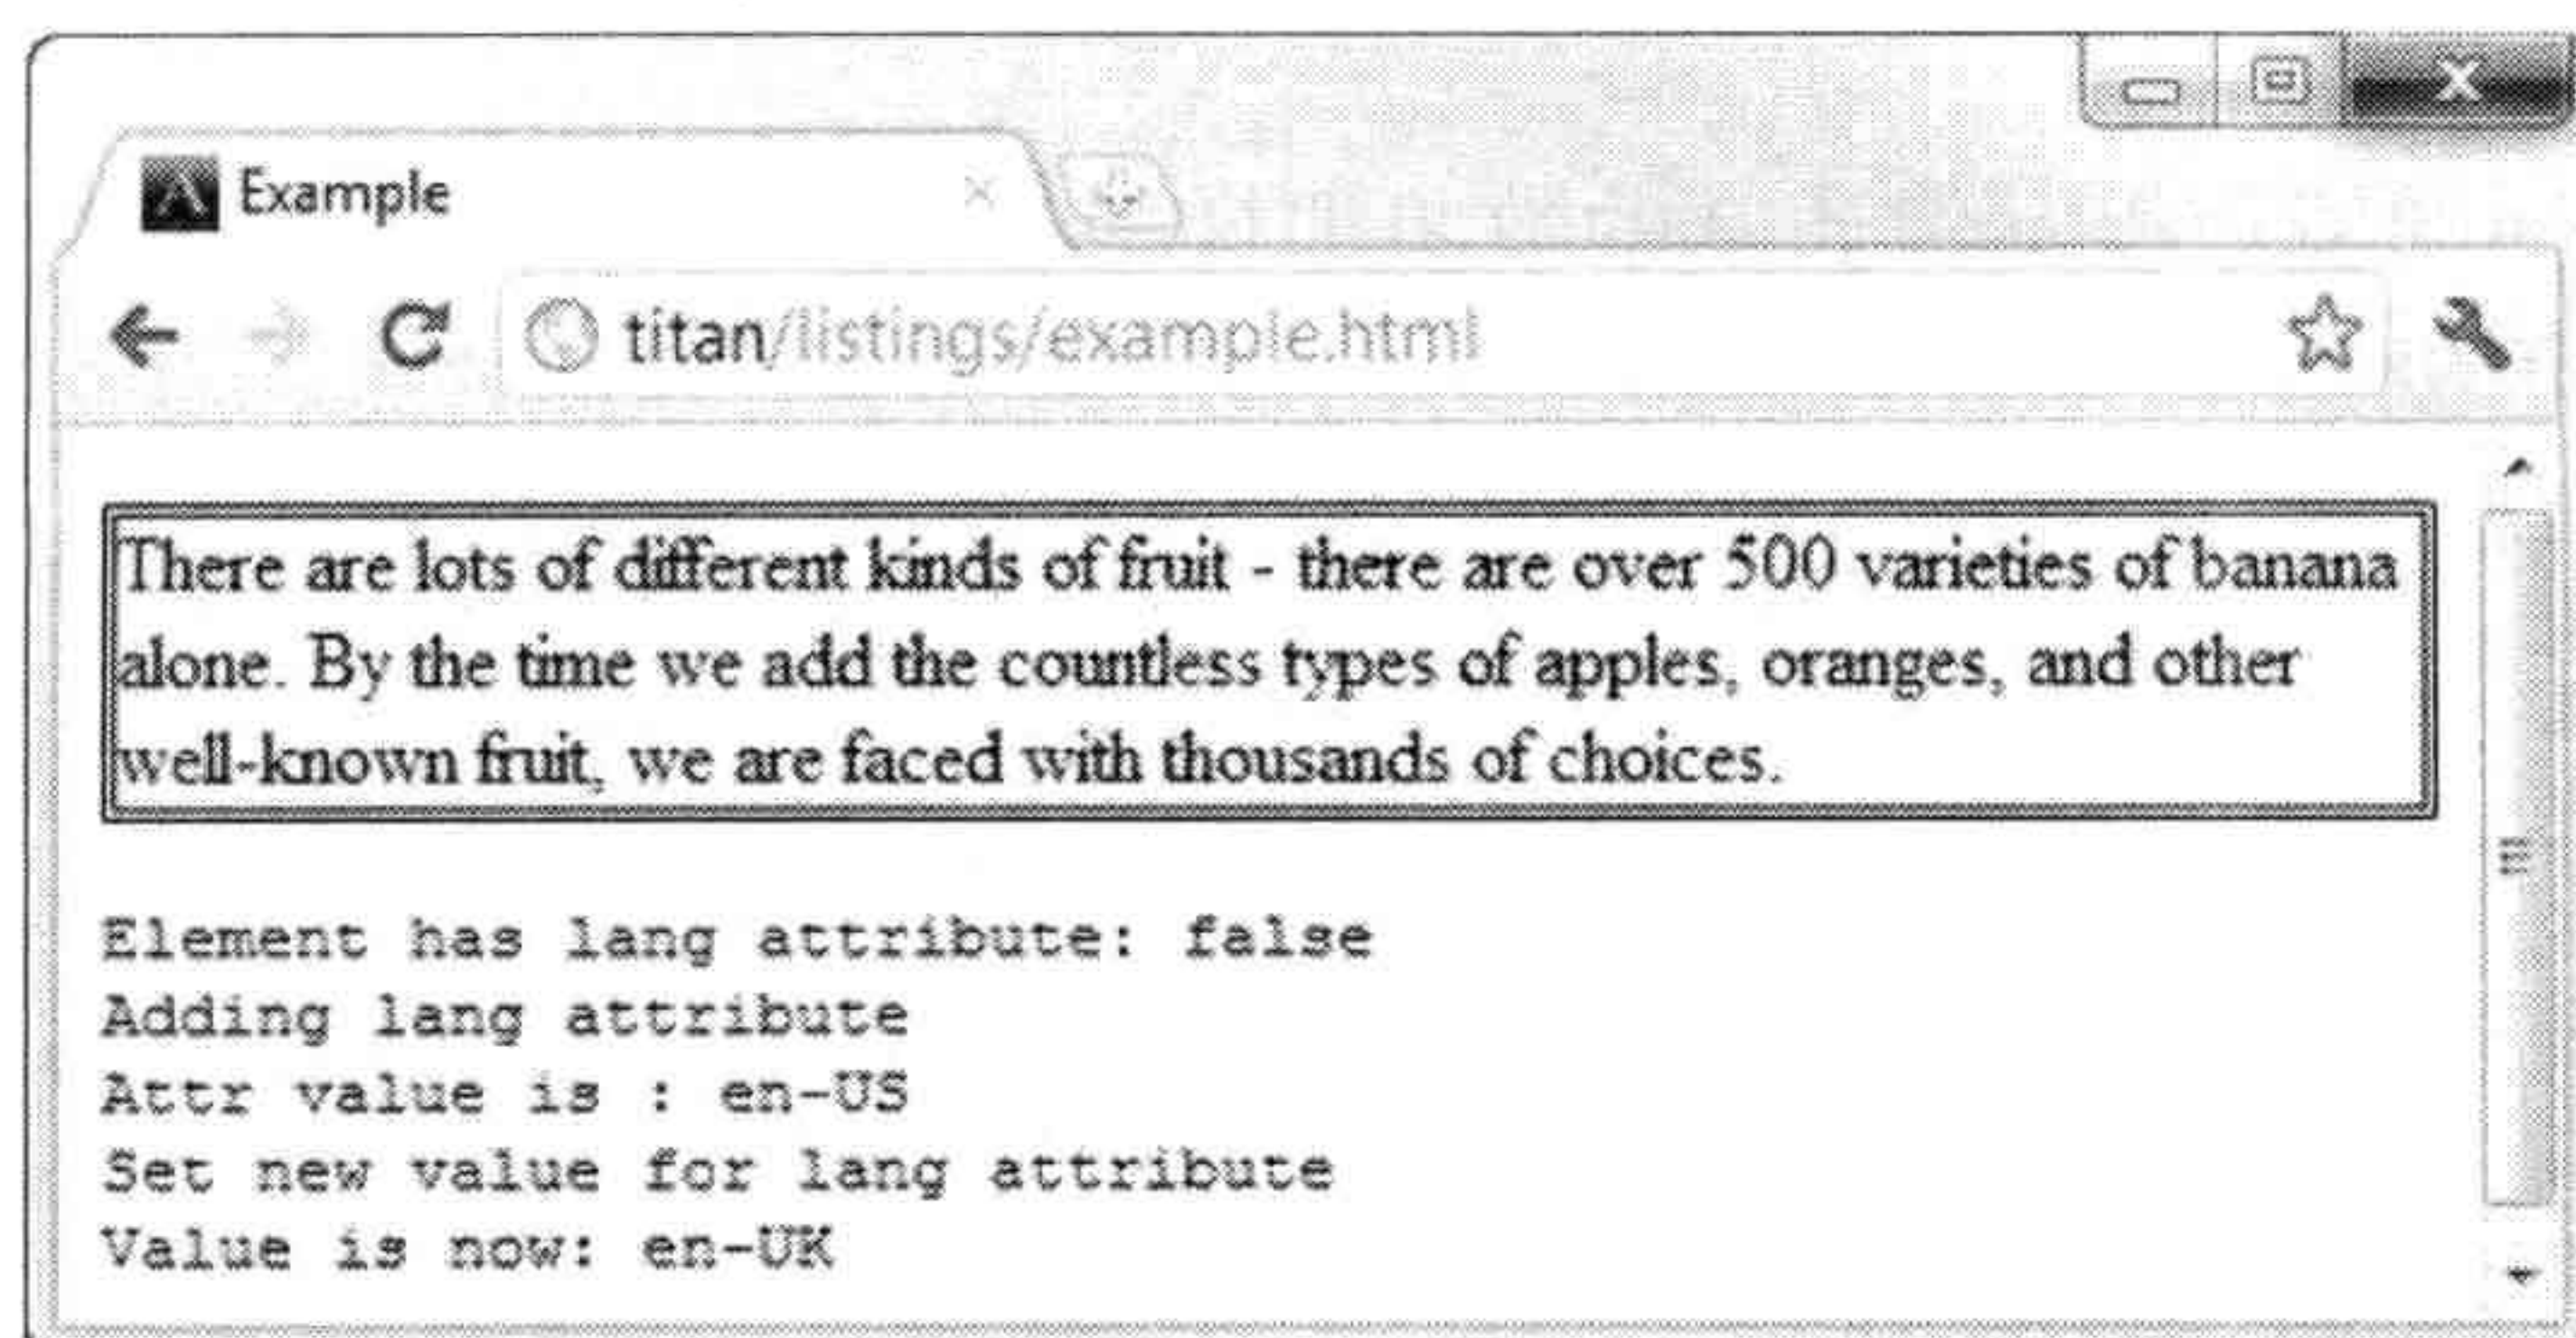 Example
titan/listings/example.html
There are lots of different kinds of fruit - there are over 500 varieties of banana
alone. By the time we add the countless types of apples, oranges, and other
well-known fruit, we are faced with thousands of choices.
Element has lang attribute: false
Adding lang attribute
Attr value is : en-US
Set new value for lang attribute
Value is now: en-UK